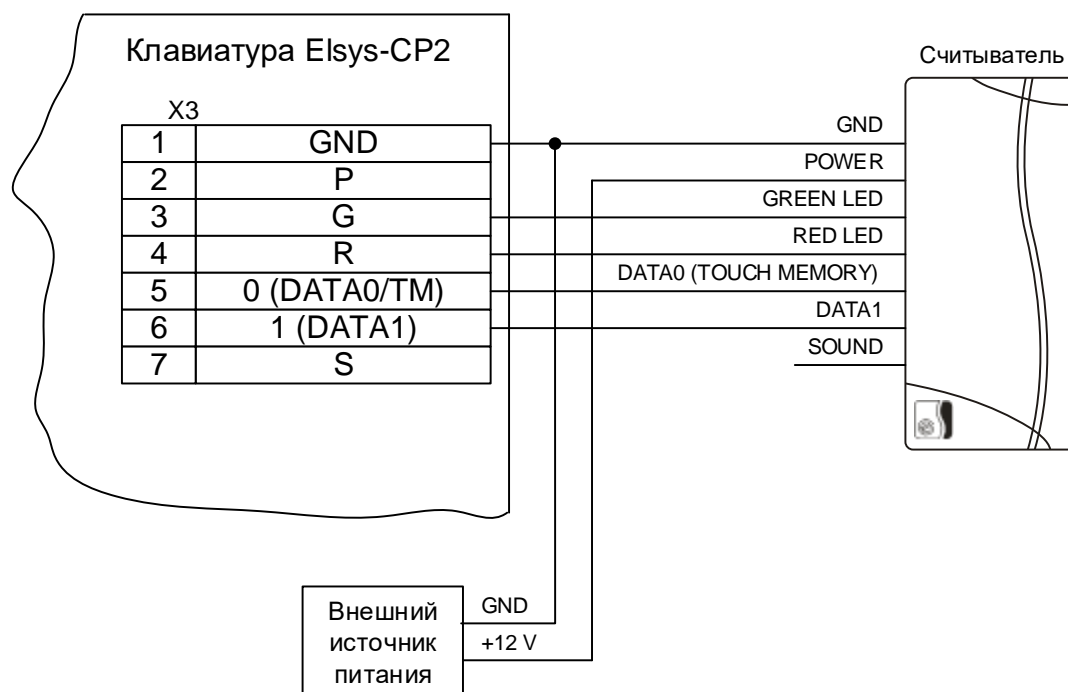 Клавиатура Elsys-CP2
Считыватель
X3
1 GND
2 P
3 G
4 R
5 0 (DATA0/TM)
6 1 (DATA1)
7 S
GND
POWER
GREEN LED
RED LED
DATA0 (TOUCH MEMORY)
DATA1
SOUND
Внешний
источник
питания
GND
+12 V